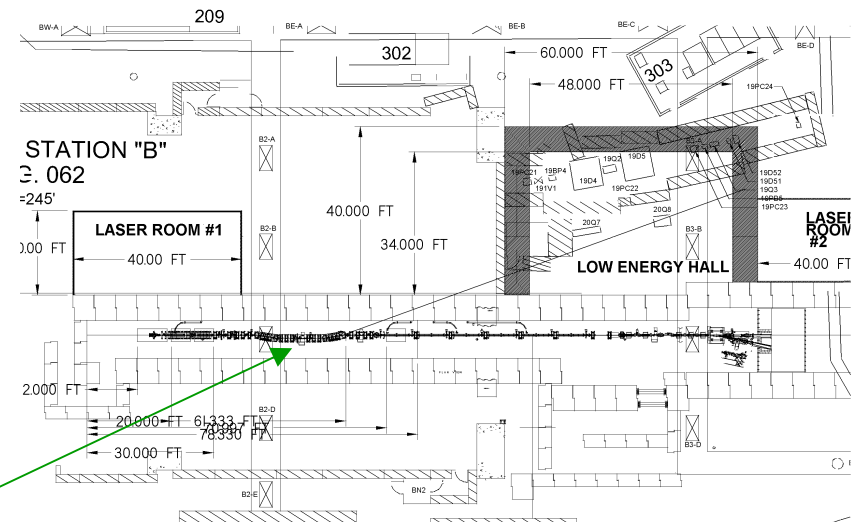 209
BW-A
BE-A
BE-B
BE-C
BE-D
302
60.000 FT
303
48.000 FT
19PC24
STATION "B"
G. 062
=245'
B2-A
19Q2
19D5
19PC21
19BP4
191V1
19D4
19PC22
19D52
19D51
19Q3
19PB5
19PC23
40.000 FT
34.000 FT
20Q8
20Q7
LASER ROOM #1
40.00 FT
B2-B
B3-B
LOW ENERGY HALL
LASER
ROOM
#2
40.00 FT
2.000 FT
20.000 FT
61.333 FT
78.330 FT
30.000 FT
B2-D
B3-D
B2-E
BN2